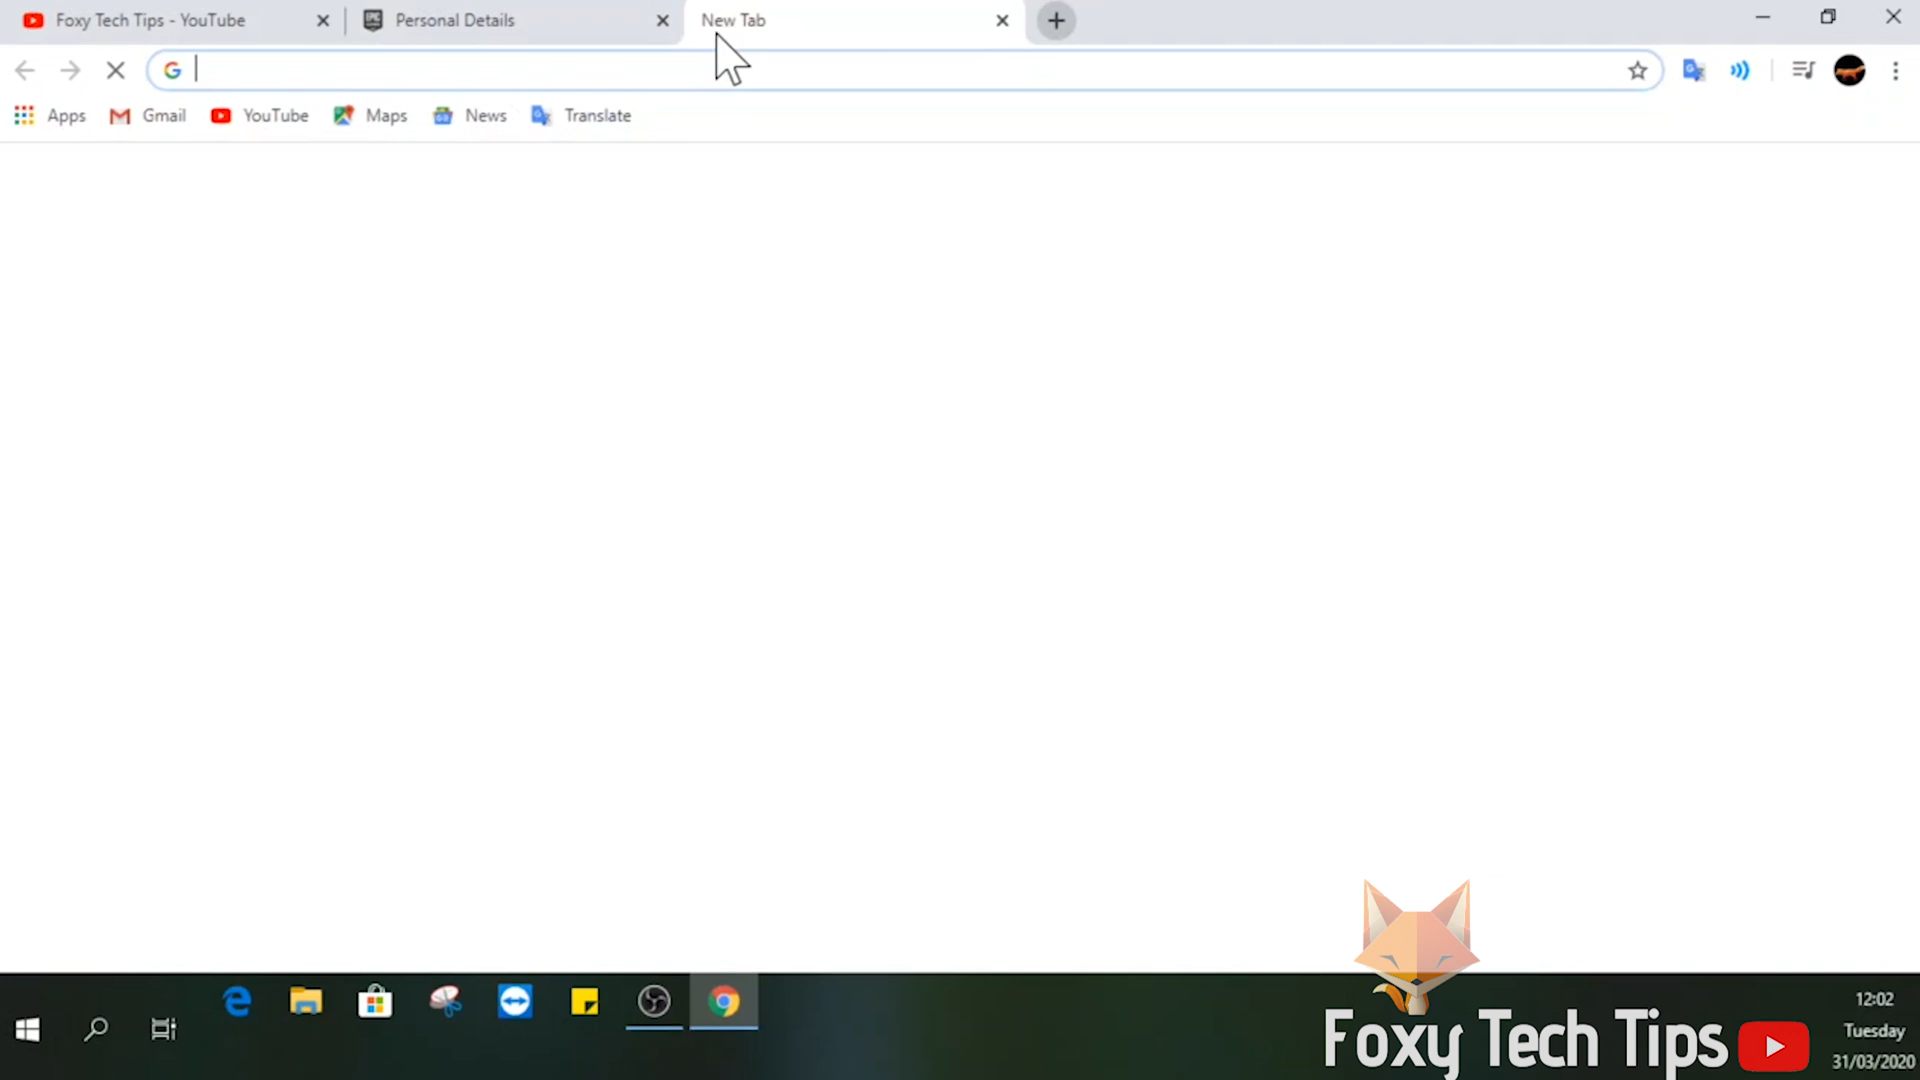 Foxy Tech Tips - YouTube
Personal Details
New Tab
Apps
Gmail
YouTube
Maps
News
Translate
Foxy Tech Tips
12:02
Tuesday
31/03/2020